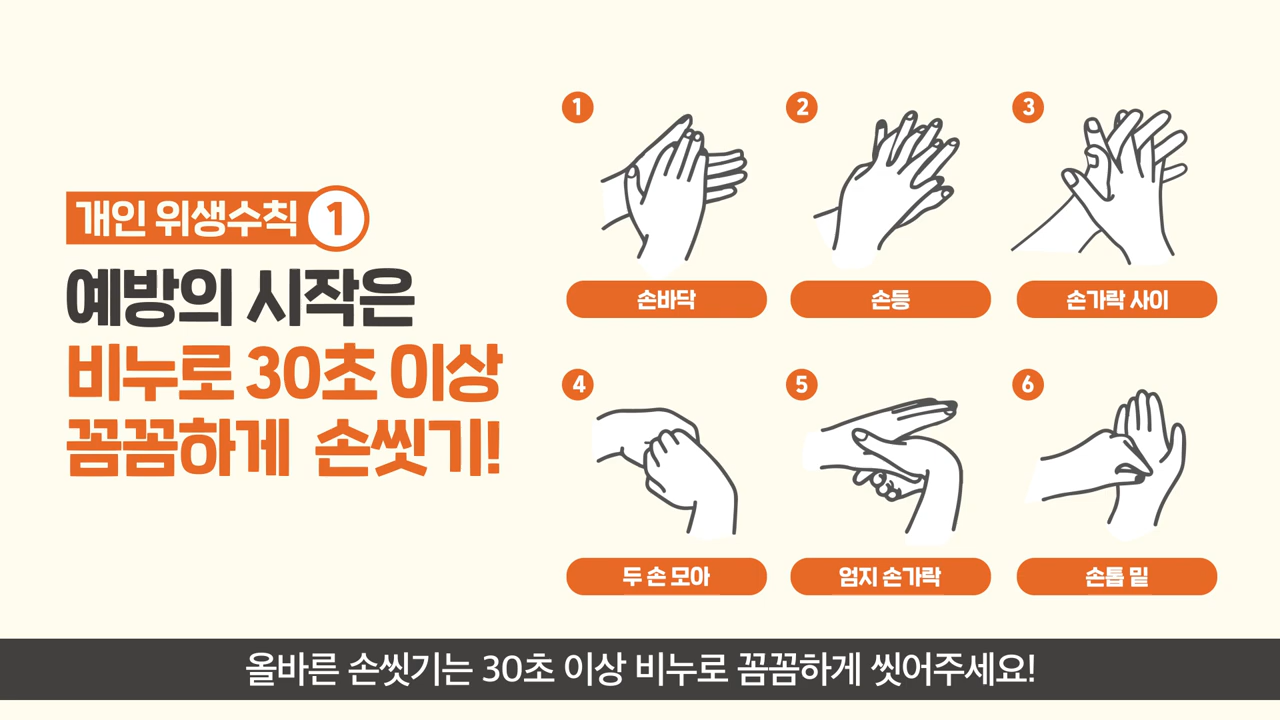 개인 위생수칙 1
예방의 시작은
비누로 30초 이상
꼼꼼하게 손씻기!
1
손바닥
2
손등
3
손가락 사이
4
두 손 모아
5
엄지 손가락
6
손톱 밑
올바른 손씻기는 30초 이상 비누로 꼼꼼하게 씻어주세요!